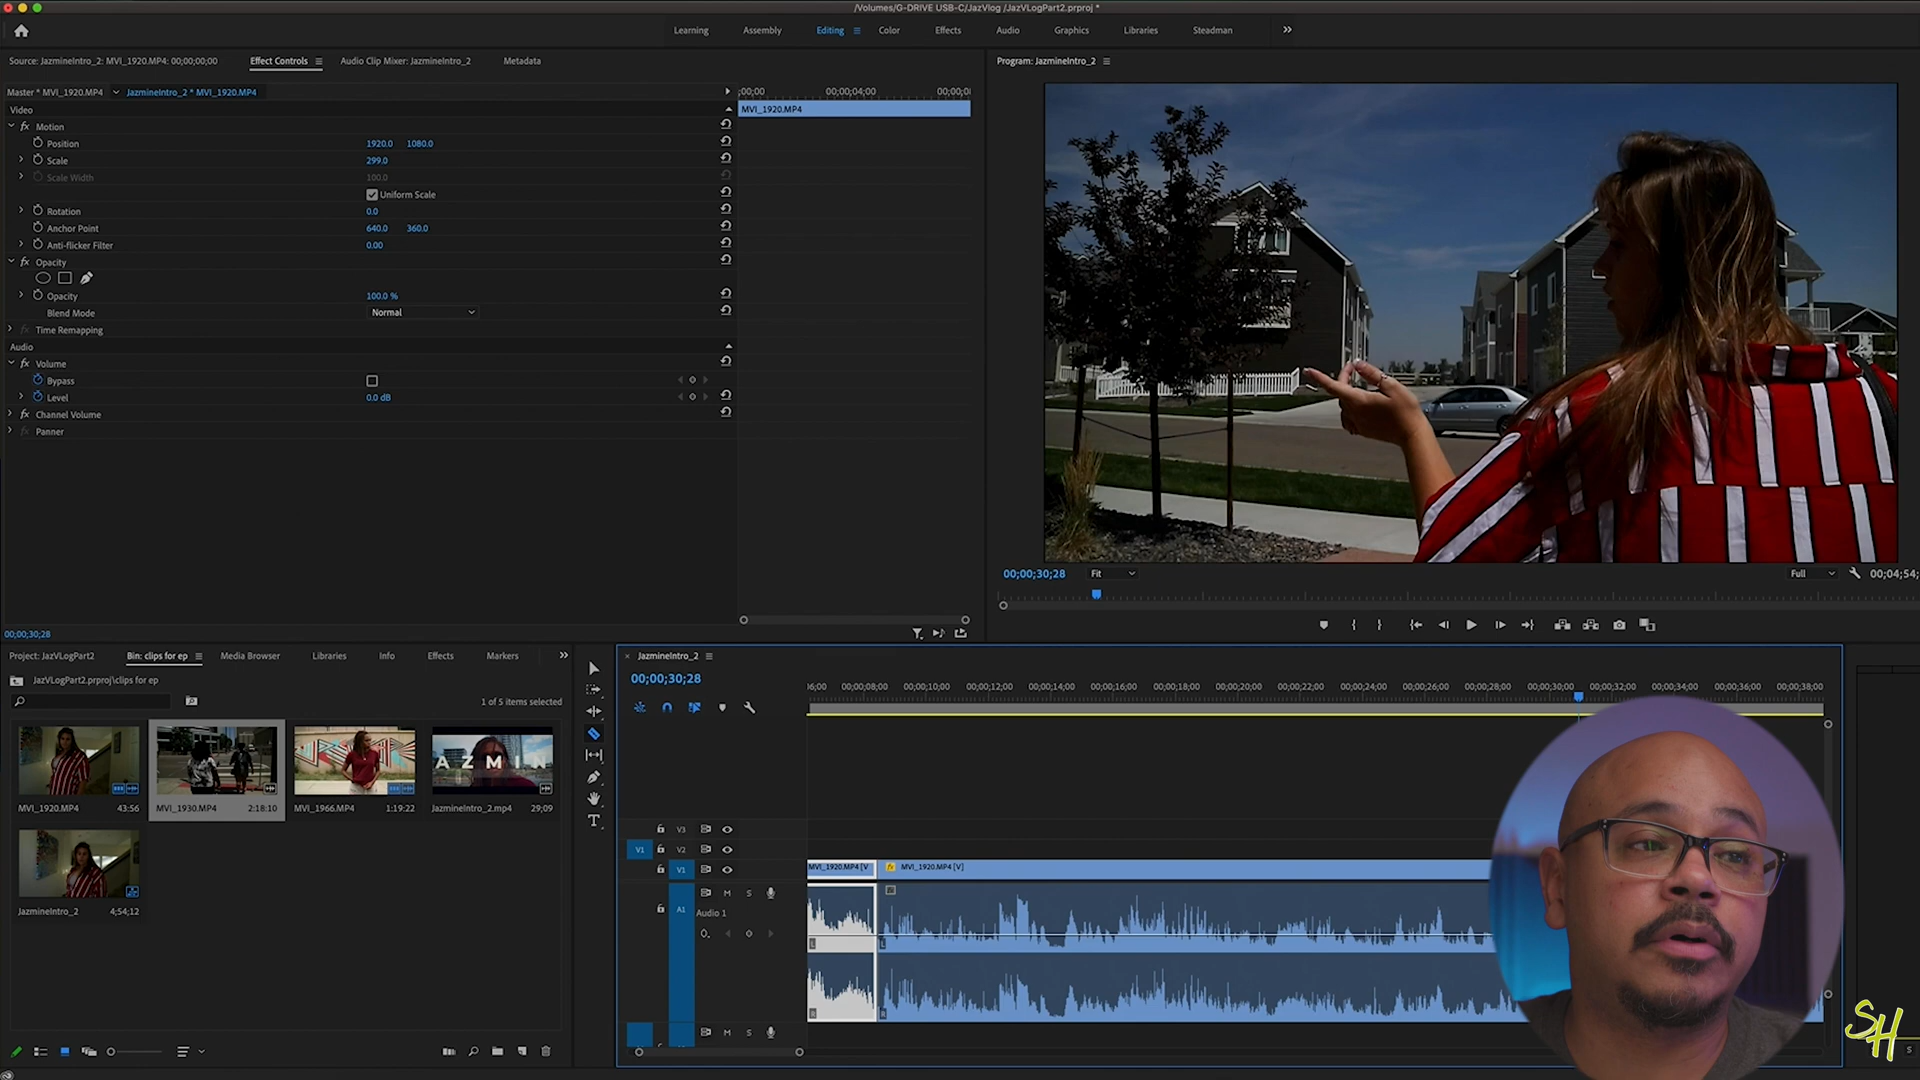 /Volumes/G-DRIVE USB-C/JazVlog /JazVLogPart2.prproj *
Learning Assembly Editing Color Effects Audio Graphics Libraries Steadman
Source: JazmineIntro_2: MVI_1920.MP4: 00;00;00;00 Effect Controls Audio Clip Mixer: JazmineIntro_2 Metadata
Program: JazmineIntro_2
Master * MVI_1920.MP4 JazmineIntro_2 * MVI_1920.MP4
;00;00 00;00;04;00
Video
MVI_1920.MP4
fx Motion
Position 1920.0 1080.0
Scale 299.0
Scale Width 100.0
Uniform Scale
Rotation 0.0
Anchor Point 640.0 360.0
Anti-flicker Filter 0.00
fx Opacity
Opacity 100.0 %
Blend Mode Normal
fx Time Remapping
Audio
fx Volume
Bypass
Level 0.0 dB
fx Channel Volume
fx Panner
00;00;30;28
00;00;30;28 Fit Full 00;04;54;
Project: JazVLogPart2 Bin: clips for ep Media Browser Libraries Info Effects Markers
JazVLogPart2.prproj\clips for ep
1 of 5 items selected
AZMIN
MVI_1920.MP4 43:56
MVI_1930.MP4 2:18:10
MVI_1966.MP4 1:19:22
JazmineIntro_2.mp4 29;09
JazmineIntro_2 4;54;12
T
× JazmineIntro_2
00;00;30;28
00;00;08;00 00;00;10;00 00;00;12;00 00;00;14;00 00;00;16;00 00;00;18;00 00;00;20;00 00;00;22;00 00;00;24;00 00;00;26;00 00;00;28;00 00;00;30;00 00;00;32;00 00;00;34;00 00;00;36;00 00;00;38;00
V3
V1 V2
V1
MVI_1920.MP4 [V
fx MVI_1920.MP4 [V]
A1 M S
Audio 1
L L
R R
M S
SH
S